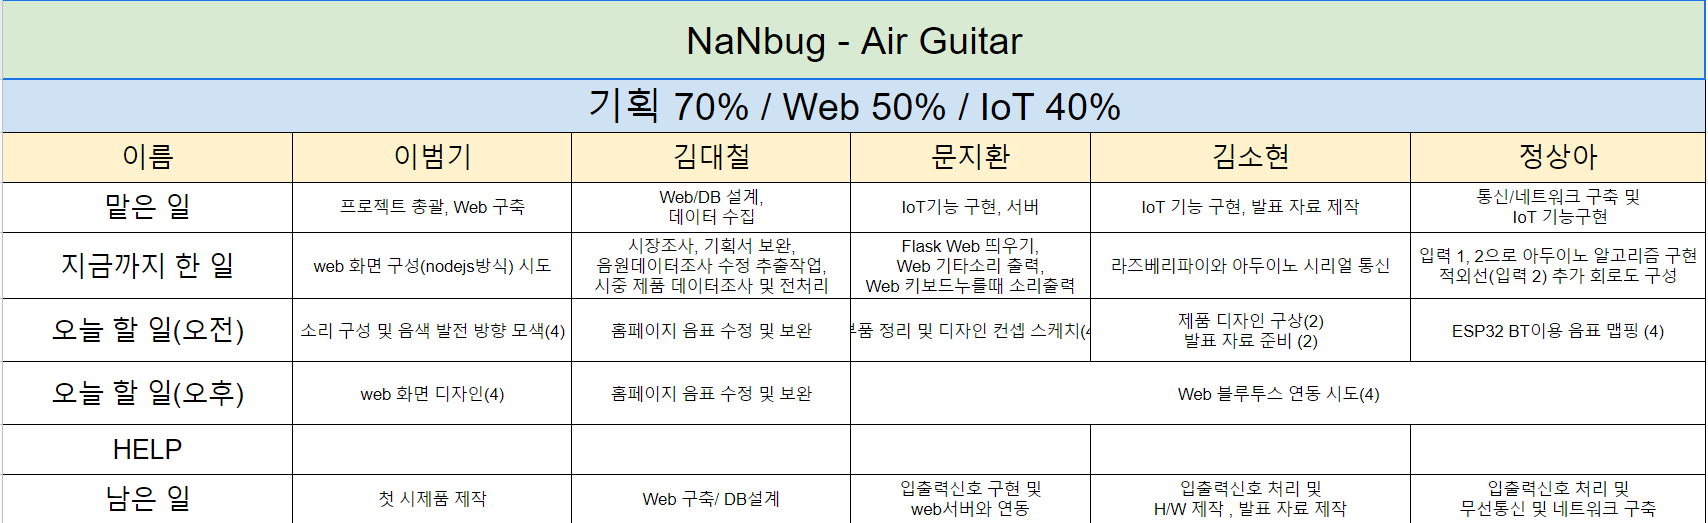 NaNbug - Air Guitar
기획 70% / Web 50% / IoT 40%
이름
이범기
김대철
문지환
김소현
정상아
맡은 일
프로젝트 총괄, Web 구축
Web/DB 설계,
데이터 수집
IoT기능 구현, 서버
IoT 기능 구현, 발표 자료 제작
통신/네트워크 구축 및
IoT 기능구현
지금까지 한 일
web 화면 구성(nodejs방식) 시도
시장조사, 기획서 보완,
음원데이터조사 수정 추출작업,
시중 제품 데이터조사 및 전처리
Flask Web 띄우기,
Web 기타소리 출력,
Web 키보드누를때 소리출력
라즈베리파이와 아두이노 시리얼 통신
입력 1, 2으로 아두이노 알고리즘 구현
적외선(입력 2) 추가 회로도 구성
오늘 할 일(오전)
소리 구성 및 음색 발전 방향 모색(4)
홈페이지 음표 수정 및 보완
정리 및 디자인 컨셉 스케치(4
제품 디자인 구상(2)
발표 자료 준비 (2)
ESP32 BT이용 음표 맵핑 (4)
오늘 할 일(오후)
web 화면 디자인(4)
홈페이지 음표 수정 및 보완
Web 블루투스 연동 시도(4)
HELP
남은 일
첫 시제품 제작
Web 구축/ DB설계
입출력신호 구현 및
web서버와 연동
입출력신호 처리 및
H/W 제작 , 발표 자료 제작
입출력신호 처리 및
무선통신 및 네트워크 구축